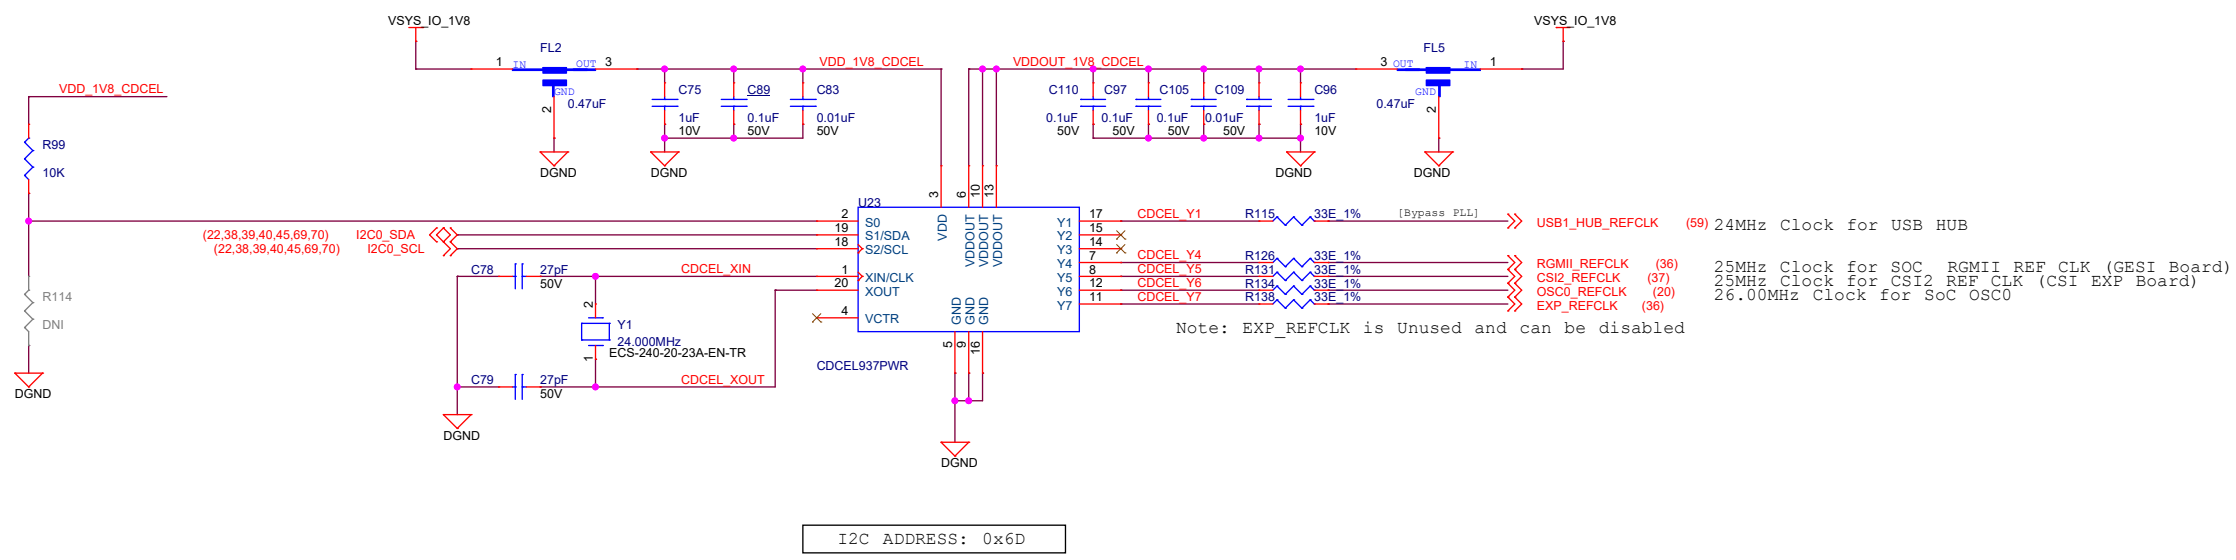 VSYS_IO_1V8
VSYS_IO_1V8
FL2
FL5
1 IN OUT 3
VDD_1V8_CDCEL
VDDOUT_1V8_CDCEL
3 OUT IN 1
GND
2
0.47uF
GND
2
0.47uF
VDD_1V8_CDCEL
C75
1uF
10V
C89
0.1uF
50V
C83
0.01uF
50V
C110
0.1uF
50V
C97
0.1uF
50V
C105
0.1uF
50V
C109
0.01uF
50V
C96
1uF
10V
DGND
DGND
DGND
DGND
R99
10K
U23
3
6
10
13
VDD
VDDOUT
VDDOUT
VDDOUT
2 S0
(22,38,39,40,45,69,70) I2C0_SDA 19 S1/SDA
(22,38,39,40,45,69,70) I2C0_SCL 18 S2/SCL
C78 27pF CDCEL_XIN 1 XIN/CLK
50V
20 XOUT
4 VCTR
Y1 17 CDCEL_Y1 R115 33E_1% [Bypass PLL] USB1_HUB_REFCLK (59) 24MHz Clock for USB HUB
Y2 15
Y3 14
Y4 7 CDCEL_Y4 R126 33E_1% RGMII_REFCLK (36) 25MHz Clock for SOC RGMII REF CLK (GESI Board)
Y5 8 CDCEL_Y5 R131 33E_1% CSI2_REFCLK (37) 25MHz Clock for CSI2 REF CLK (CSI EXP Board)
Y6 12 CDCEL_Y6 R134 33E_1% OSC0_REFCLK (20) 26.00MHz Clock for SoC OSC0
Y7 11 CDCEL_Y7 R138 33E_1% EXP_REFCLK (36)
Note: EXP_REFCLK is Unused and can be disabled
GND
GND
GND
5
9
16
R114
DNI
DGND
2
Y1
24.000MHz
ECS-240-20-23A-EN-TR
1
CDCEL937PWR
C79 27pF CDCEL_XOUT
50V
DGND
DGND
I2C ADDRESS: 0x6D